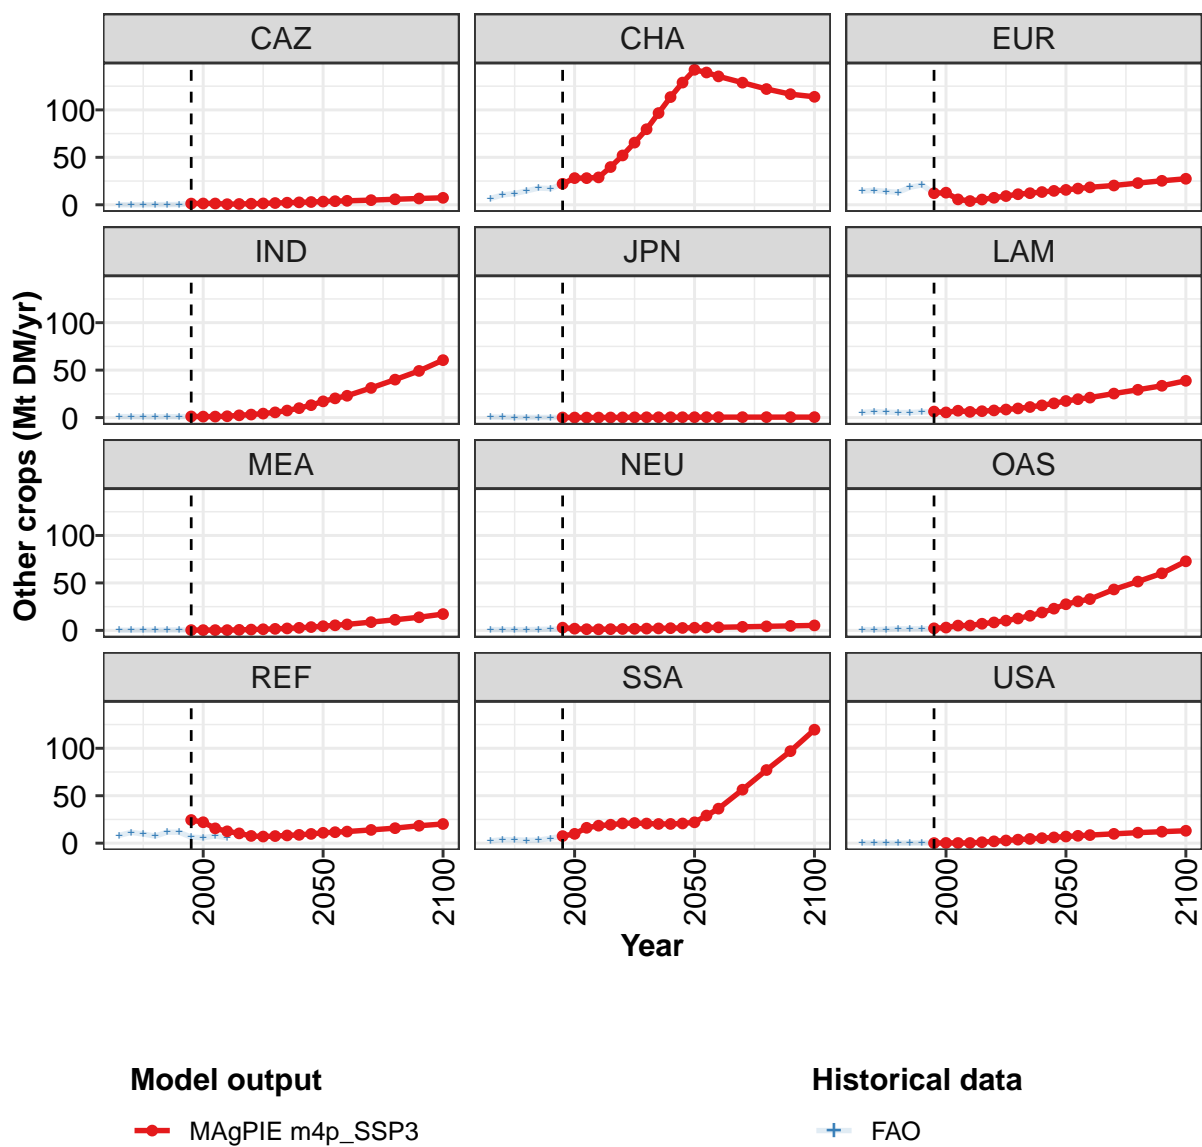 CAZ CHA EUR
100
50
0
IND JPN LAM
100
50
0
MEA NEU OAS
100
50
0
REF SSA USA
100
50
0
Other crops (Mt DM/yr)
2000 2050 2100 2000 2050 2100 2000 2050 2100
Year
Model output Historical data
MAgPIE m4p_SSP3 FAO